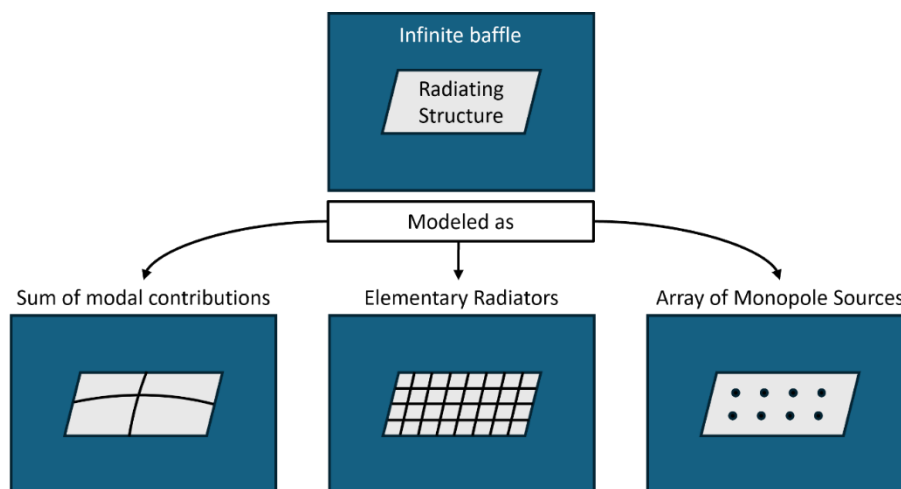 Infinite baffle
Radiating
Structure
Modeled as
Sum of modal contributions
Elementary Radiators
Array of Monopole Sources